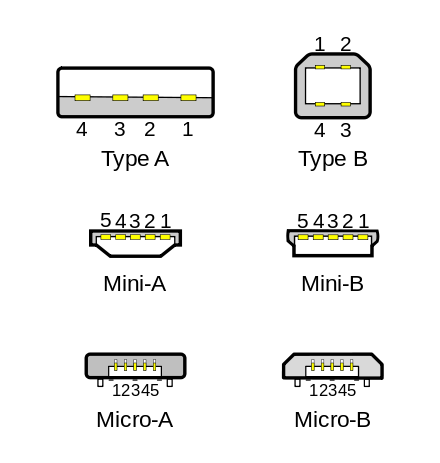 1 2
4 3 2 1
4 3
Type A
Type B
5 4 3 2 1
5 4 3 2 1
Mini-A
Mini-B
12345
12345
Micro-A
Micro-B